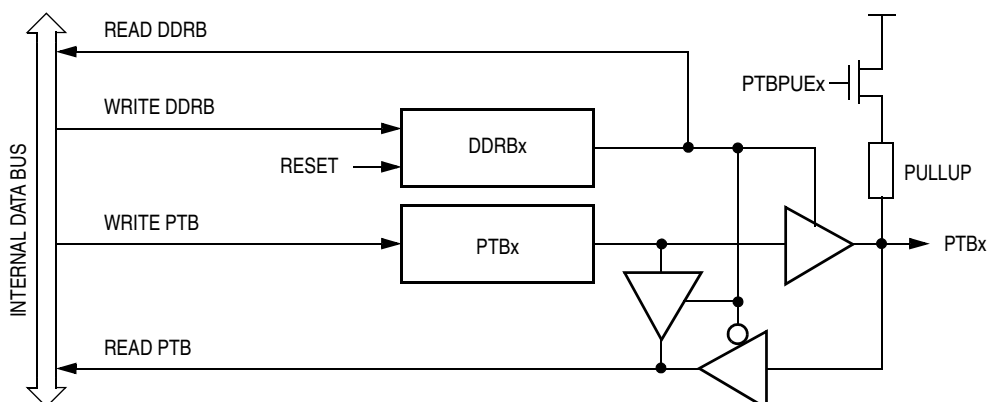 READ DDRB
PTBPUEx
WRITE DDRB
DDRBx
RESET
PULLUP
WRITE PTB
PTBx
PTBx
INTERNAL DATA BUS
READ PTB